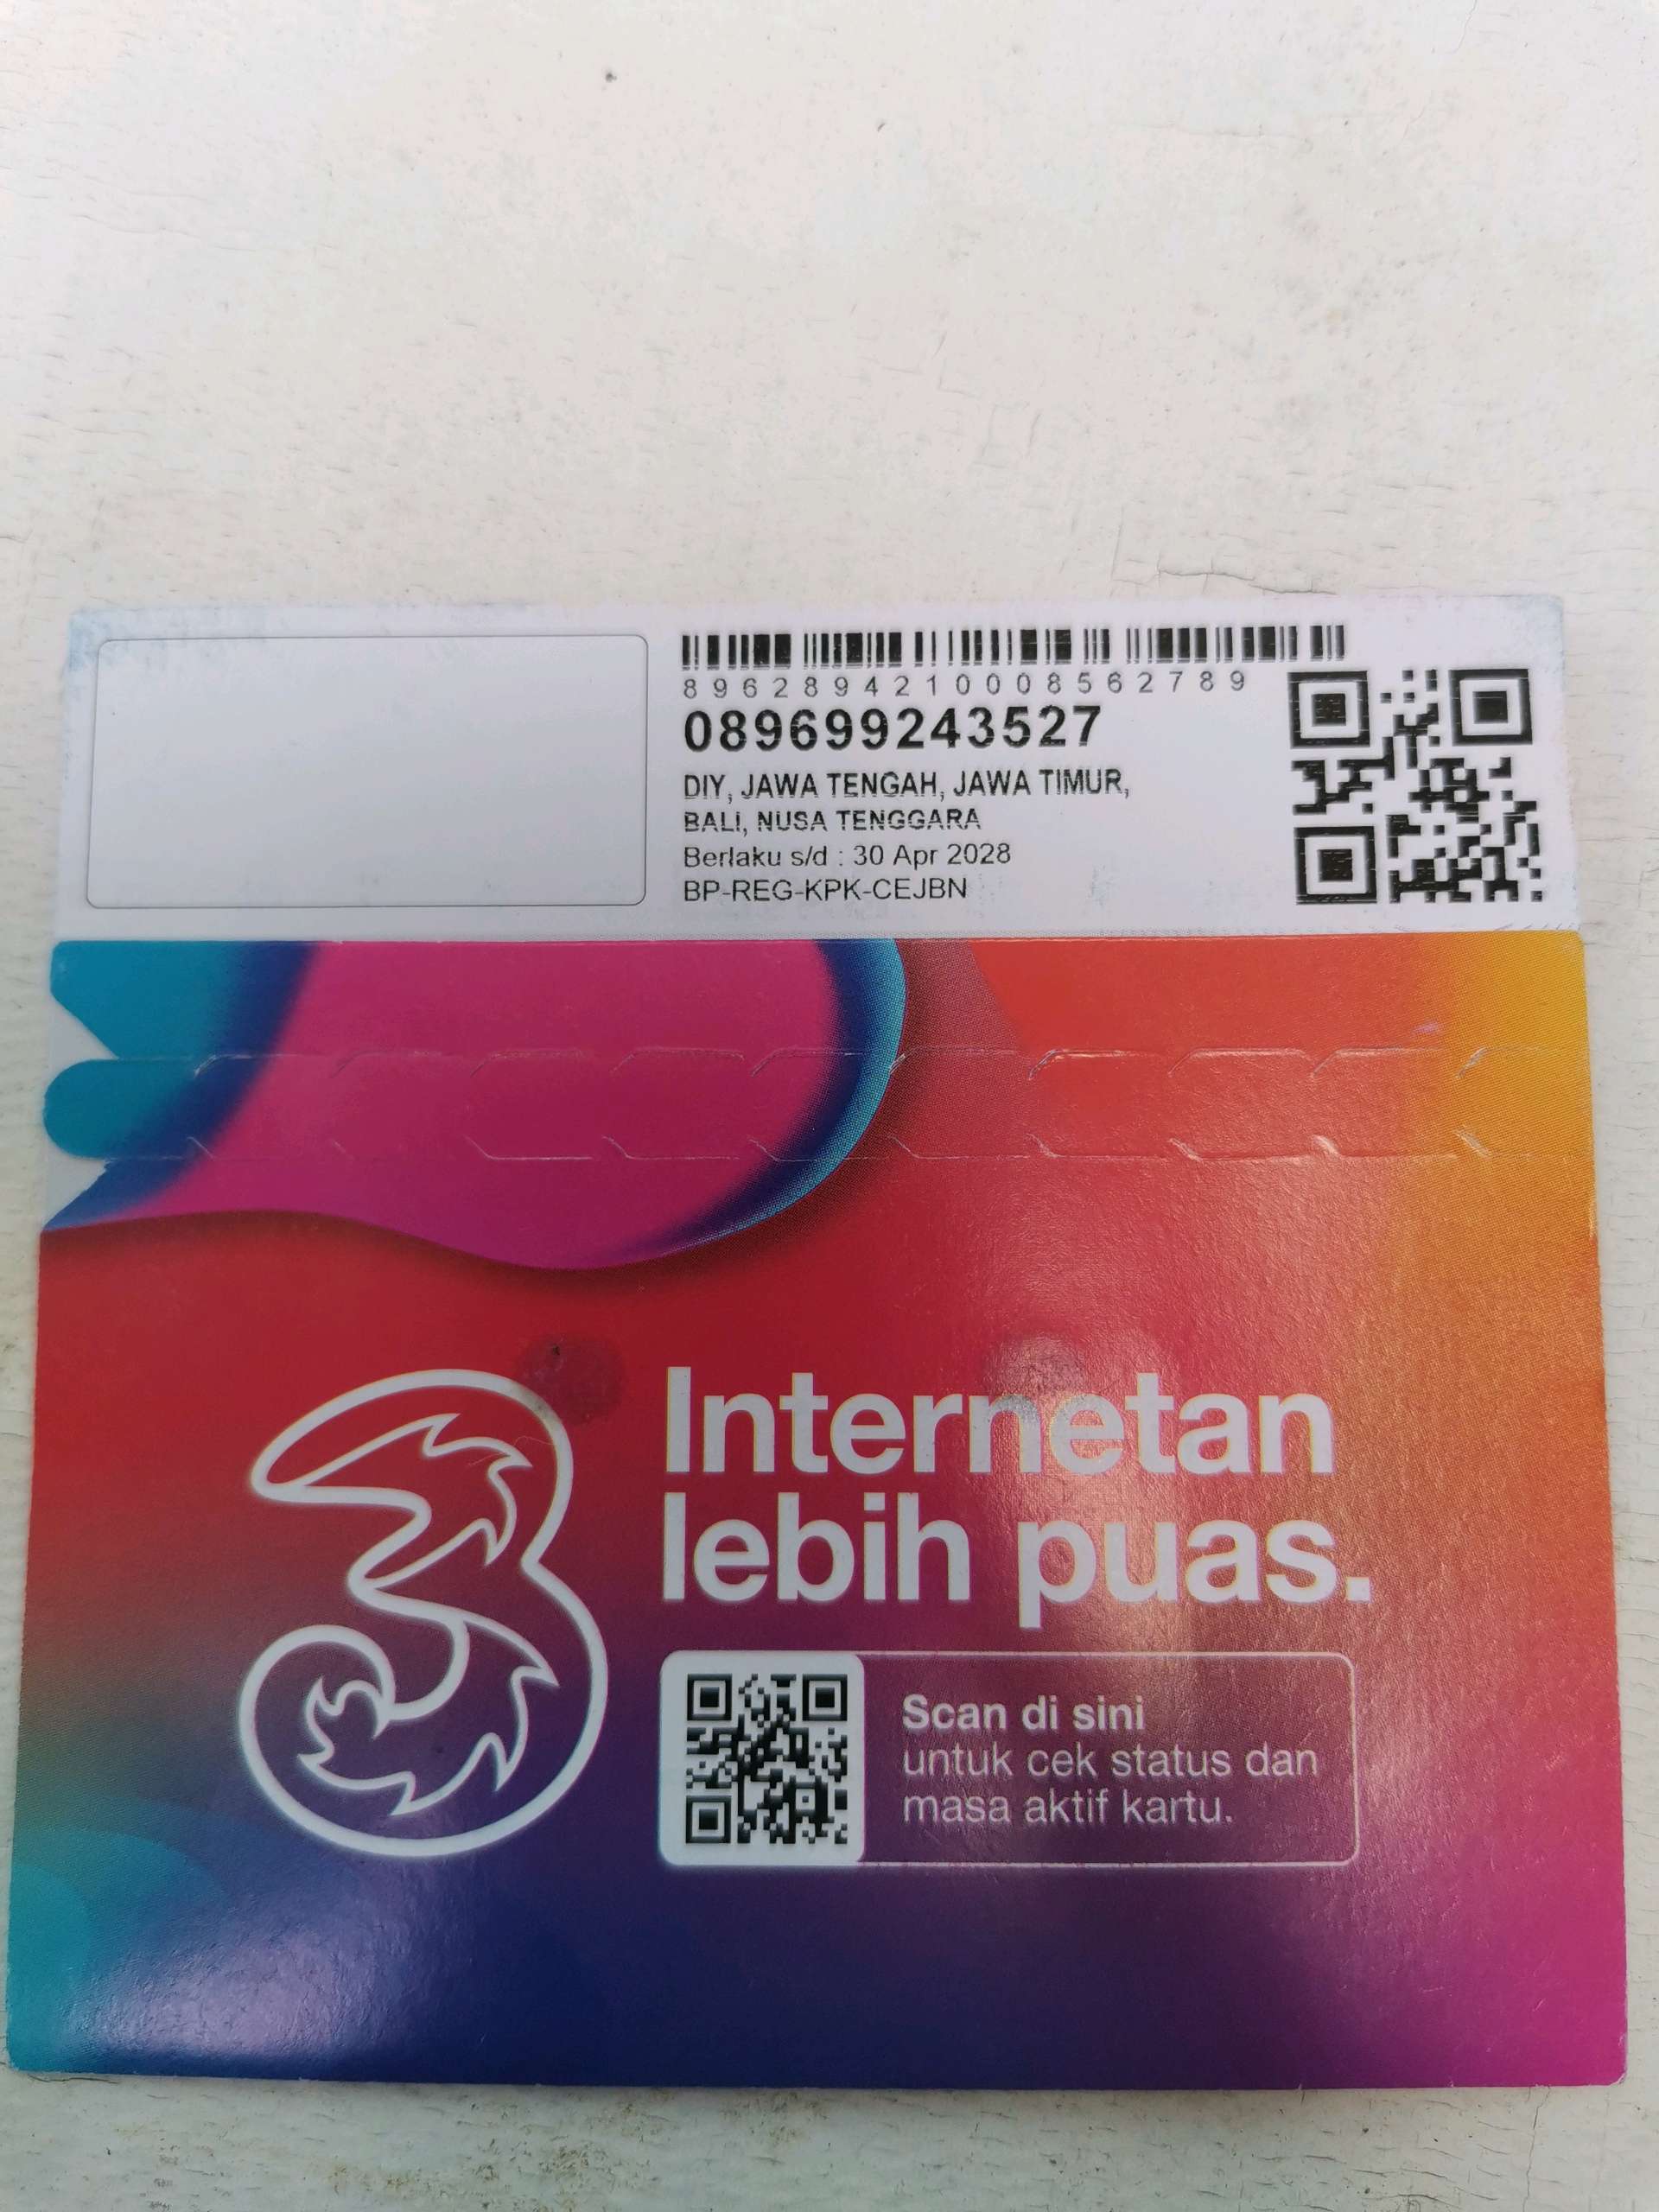 8962894210008562789
089699243527
DIY, JAWA TENGAH, JAWA TIMUR,
BALI, NUSA TENGGARA
Berlaku s/d : 30 Apr 2028
BP-REG-KPK-CEJBN
3
Internetan
lebih puas.
Scan di sini
untuk cek status dan
masa aktif kartu.